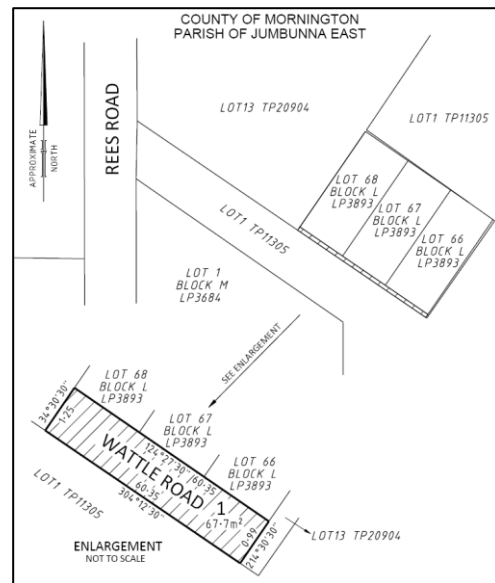 COUNTY OF MORNINGTON
PARISH OF JUMBUNNA EAST
APPROXIMATE
NORTH
REES ROAD
LOT13 TP20904
LOT1 TP11305
LOT 68
BLOCK L
LP3893
LOT 67
BLOCK L
LP3893
LOT 66
BLOCK L
LP3893
LOT1 TP11305
LOT 1
BLOCK M
LP3684
SEE ENLARGEMENT
LOT 68
BLOCK L
LP3893
LOT 67
BLOCK L
LP3893
LOT 66
BLOCK L
LP3893
34°30'30"
1·25
124°27'30" 60·35
WATTLE ROAD
1
67·7m²
60·35
304°12'30"
0·99
214°30'30"
LOT1 TP11305
LOT13 TP20904
ENLARGEMENT
NOT TO SCALE